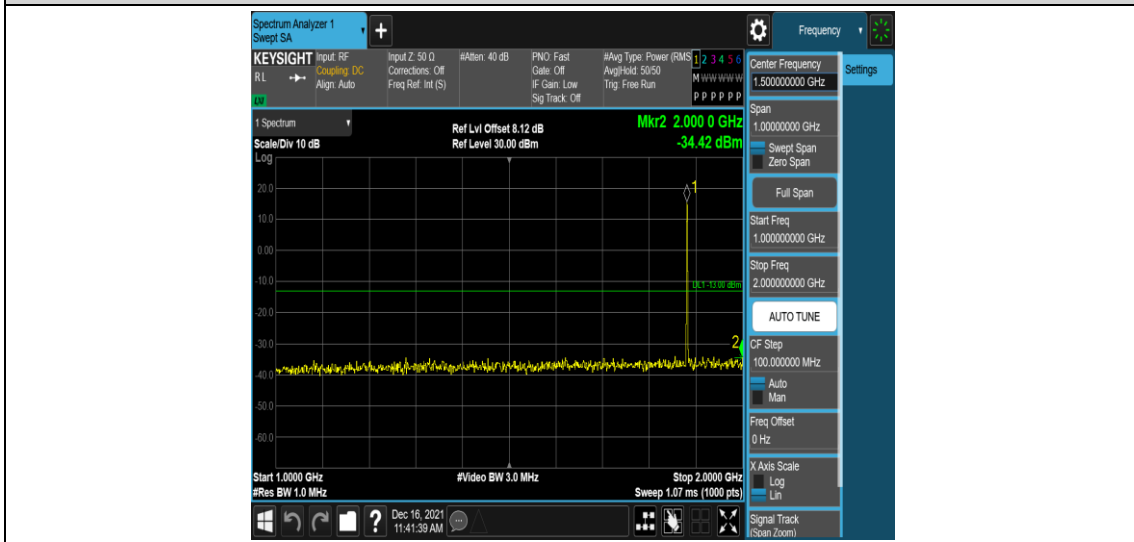 Spectrum Analyzer 1
Swept SA
+
Frequency
KEYSIGHT
RL
Input: RF
Coupling: DC
Align: Auto
Input Z: 50 Ω
Corrections: Off
Freq Ref: Int (S)
#Atten: 40 dB
PNO: Fast
Gate: Off
IF Gain: Low
Sig Track: Off
#Avg Type: Power (RMS
Avg|Hold: 50/50
Trig: Free Run
1 2 3 4 5 6
M W W W W W
P P P P P P
1 Spectrum
Scale/Div 10 dB
Log
Ref Lvl Offset 8.12 dB
Ref Level 30.00 dBm
Mkr2 2.000 0 GHz
-34.42 dBm
20.0
10.0
0.00
-10.0
-20.0
-30.0
-40.0
-50.0
-60.0
1
DL1 -13.00 dBm
2
Start 1.0000 GHz
#Res BW 1.0 MHz
#Video BW 3.0 MHz
Stop 2.0000 GHz
Sweep 1.07 ms (1000 pts)
Center Frequency
1.50000000 GHz
Settings
Span
1.00000000 GHz
Swept Span
Zero Span
Full Span
Start Freq
1.000000000 GHz
Stop Freq
2.000000000 GHz
AUTO TUNE
CF Step
100.000000 MHz
Auto
Man
Freq Offset
0 Hz
X Axis Scale
Log
Lin
Signal Track
(Span Zoom)
?
Dec 16, 2021
11:41:39 AM